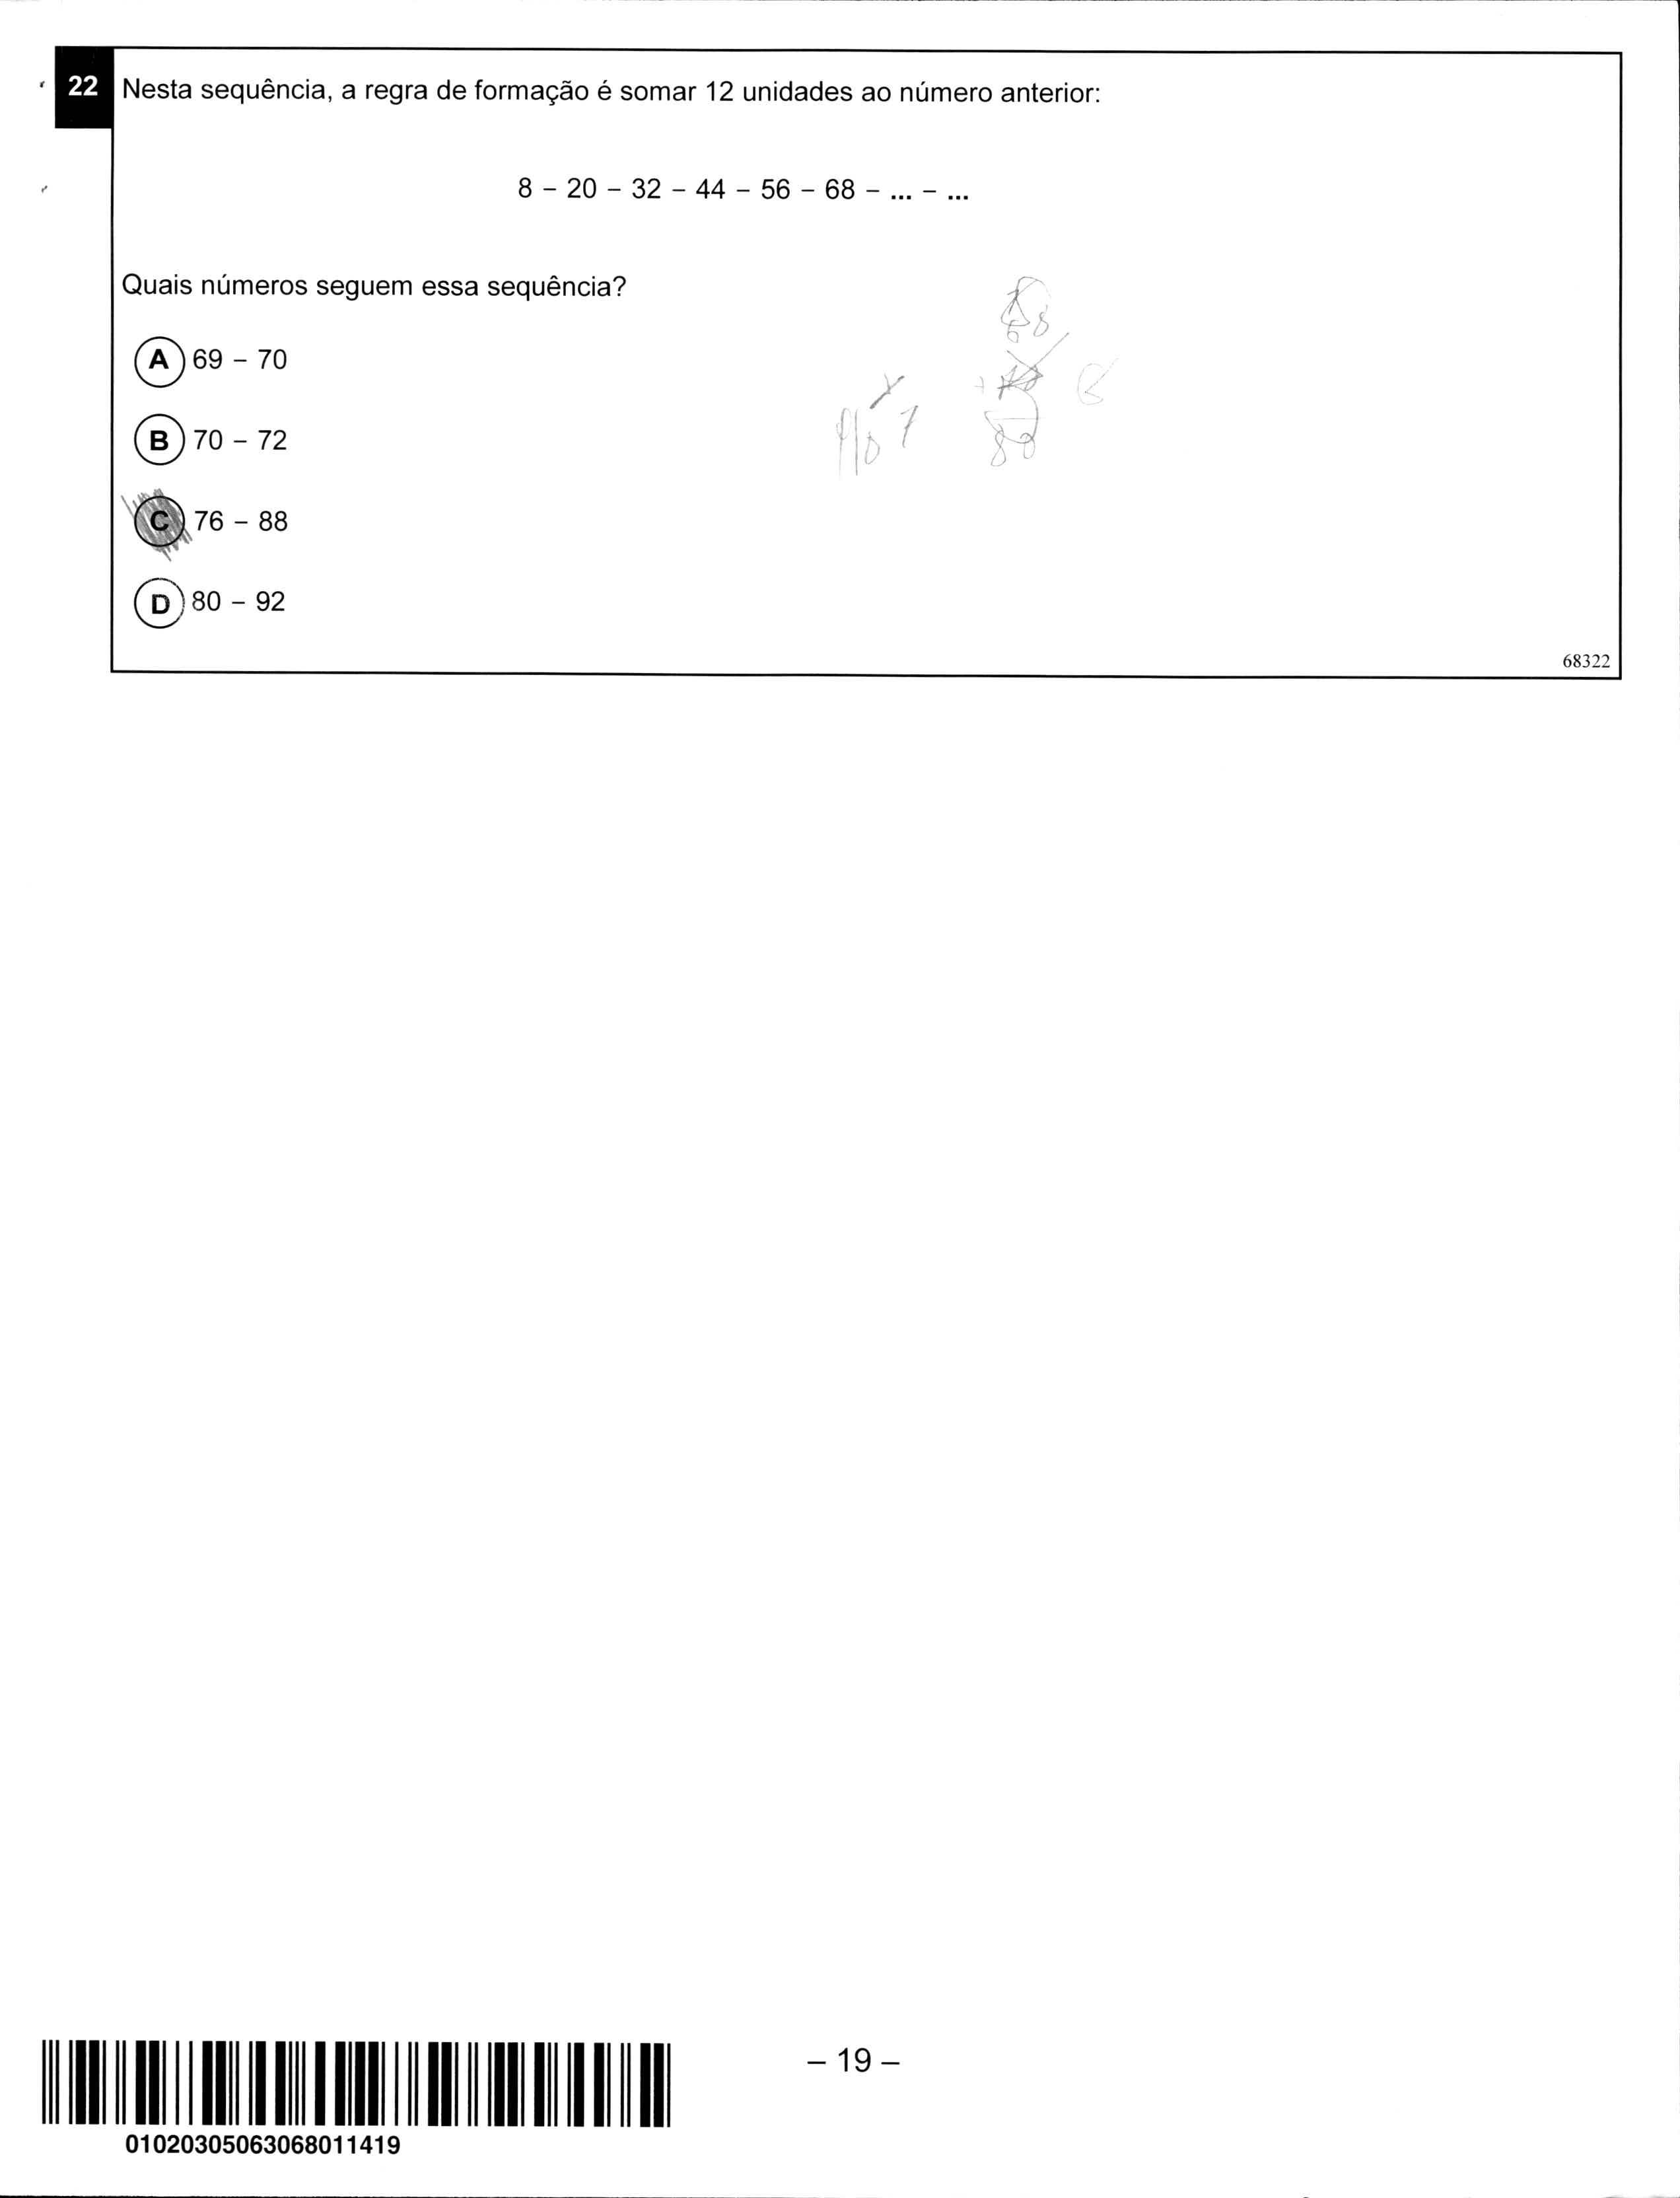 22 Nesta sequência, a regra de formação é somar 12 unidades ao número anterior:
8 – 20 – 32 – 44 – 56 – 68 – ... – ...
Quais números seguem essa sequência?
A 69 – 70
B 70 – 72
C 76 – 88
D 80 – 92
68322
– 19 –
01020305063068011419